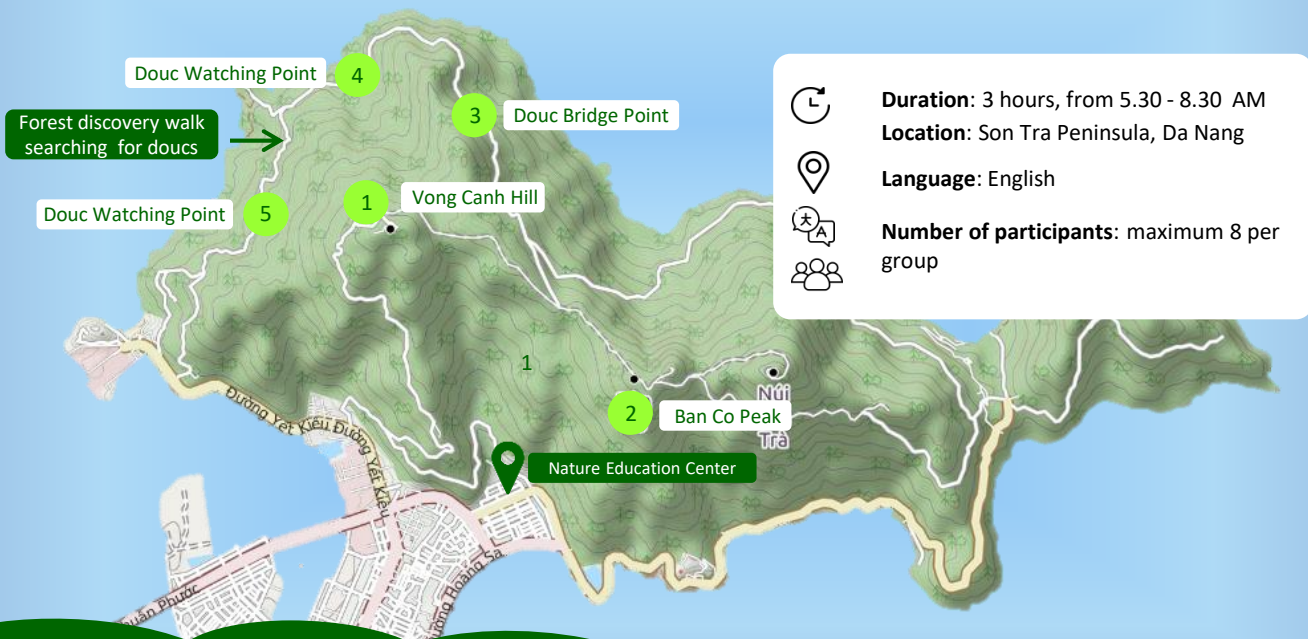 Douc Watching Point
4
Forest discovery walk
searching for doucs
3
Douc Bridge Point
Douc Watching Point
5
1
Vong Canh Hill
Duration: 3 hours, from 5.30 - 8.30 AM
Location: Son Tra Peninsula, Da Nang
Language: English
Number of participants: maximum 8 per
group
1
2
Ban Co Peak
Núi
Trà
Nature Education Center
Đường Yết Kiêu
Đường Yết Kiêu
Hoàng Sa
Phước